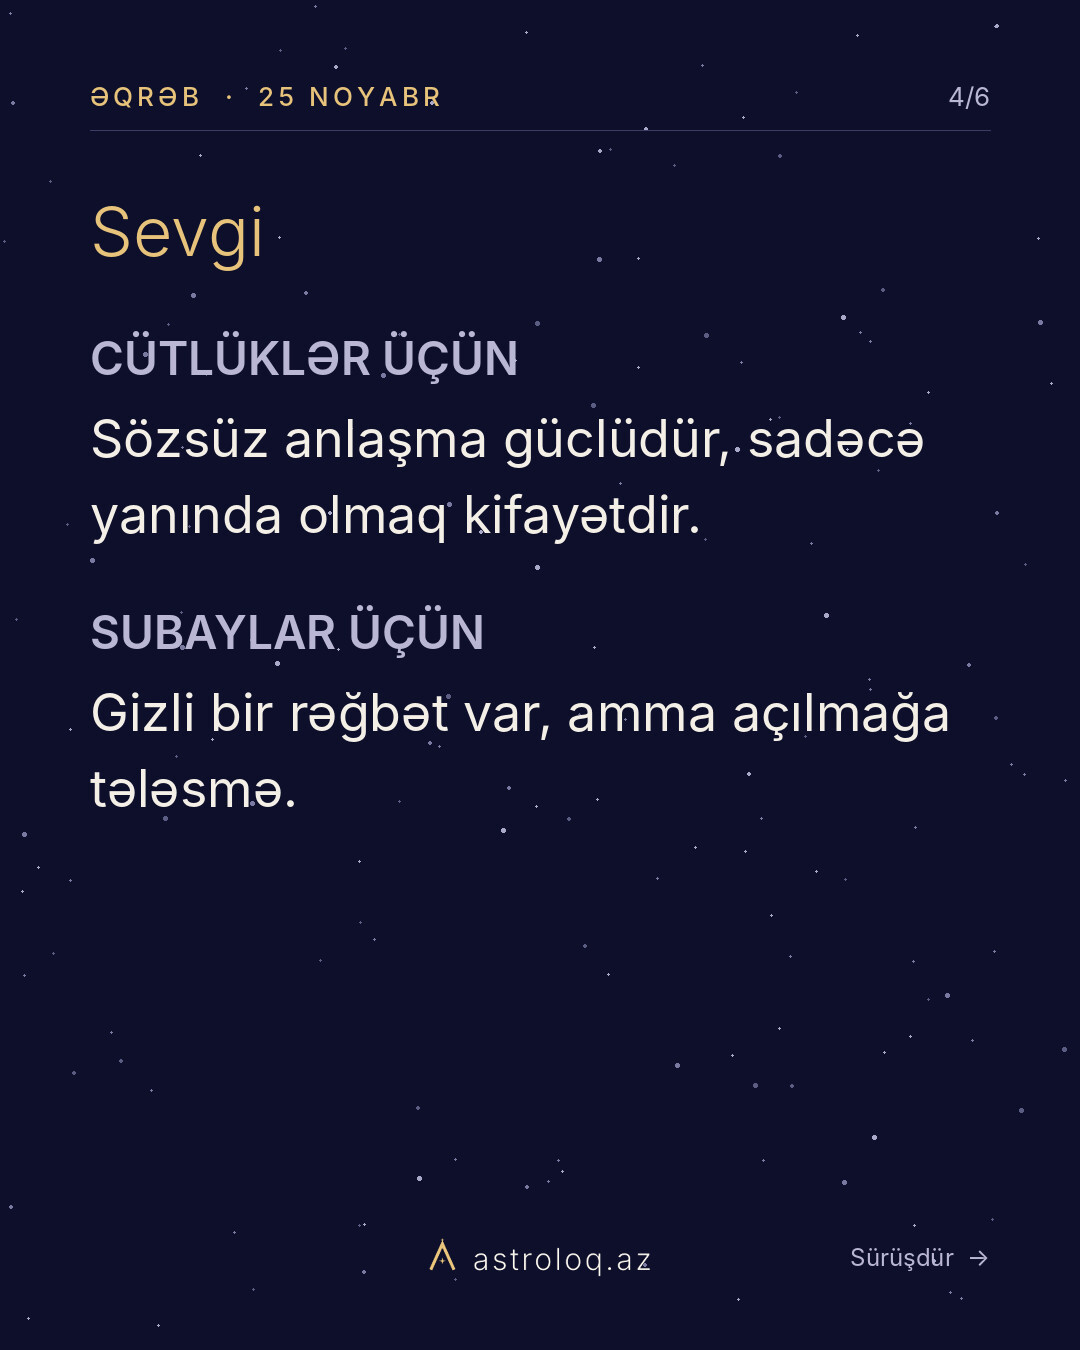 ƏQRƏB · 25 NOYABR 4/6
Sevgi
CÜTLÜKLƏR ÜÇÜN
Sözsüz anlaşma güclüdür, sadəcə
yanında olmaq kifayətdir.
SUBAYLAR ÜÇÜN
Gizli bir rəğbət var, amma açılmağa
tələsmə.
astroloq.az Sürüşdür →